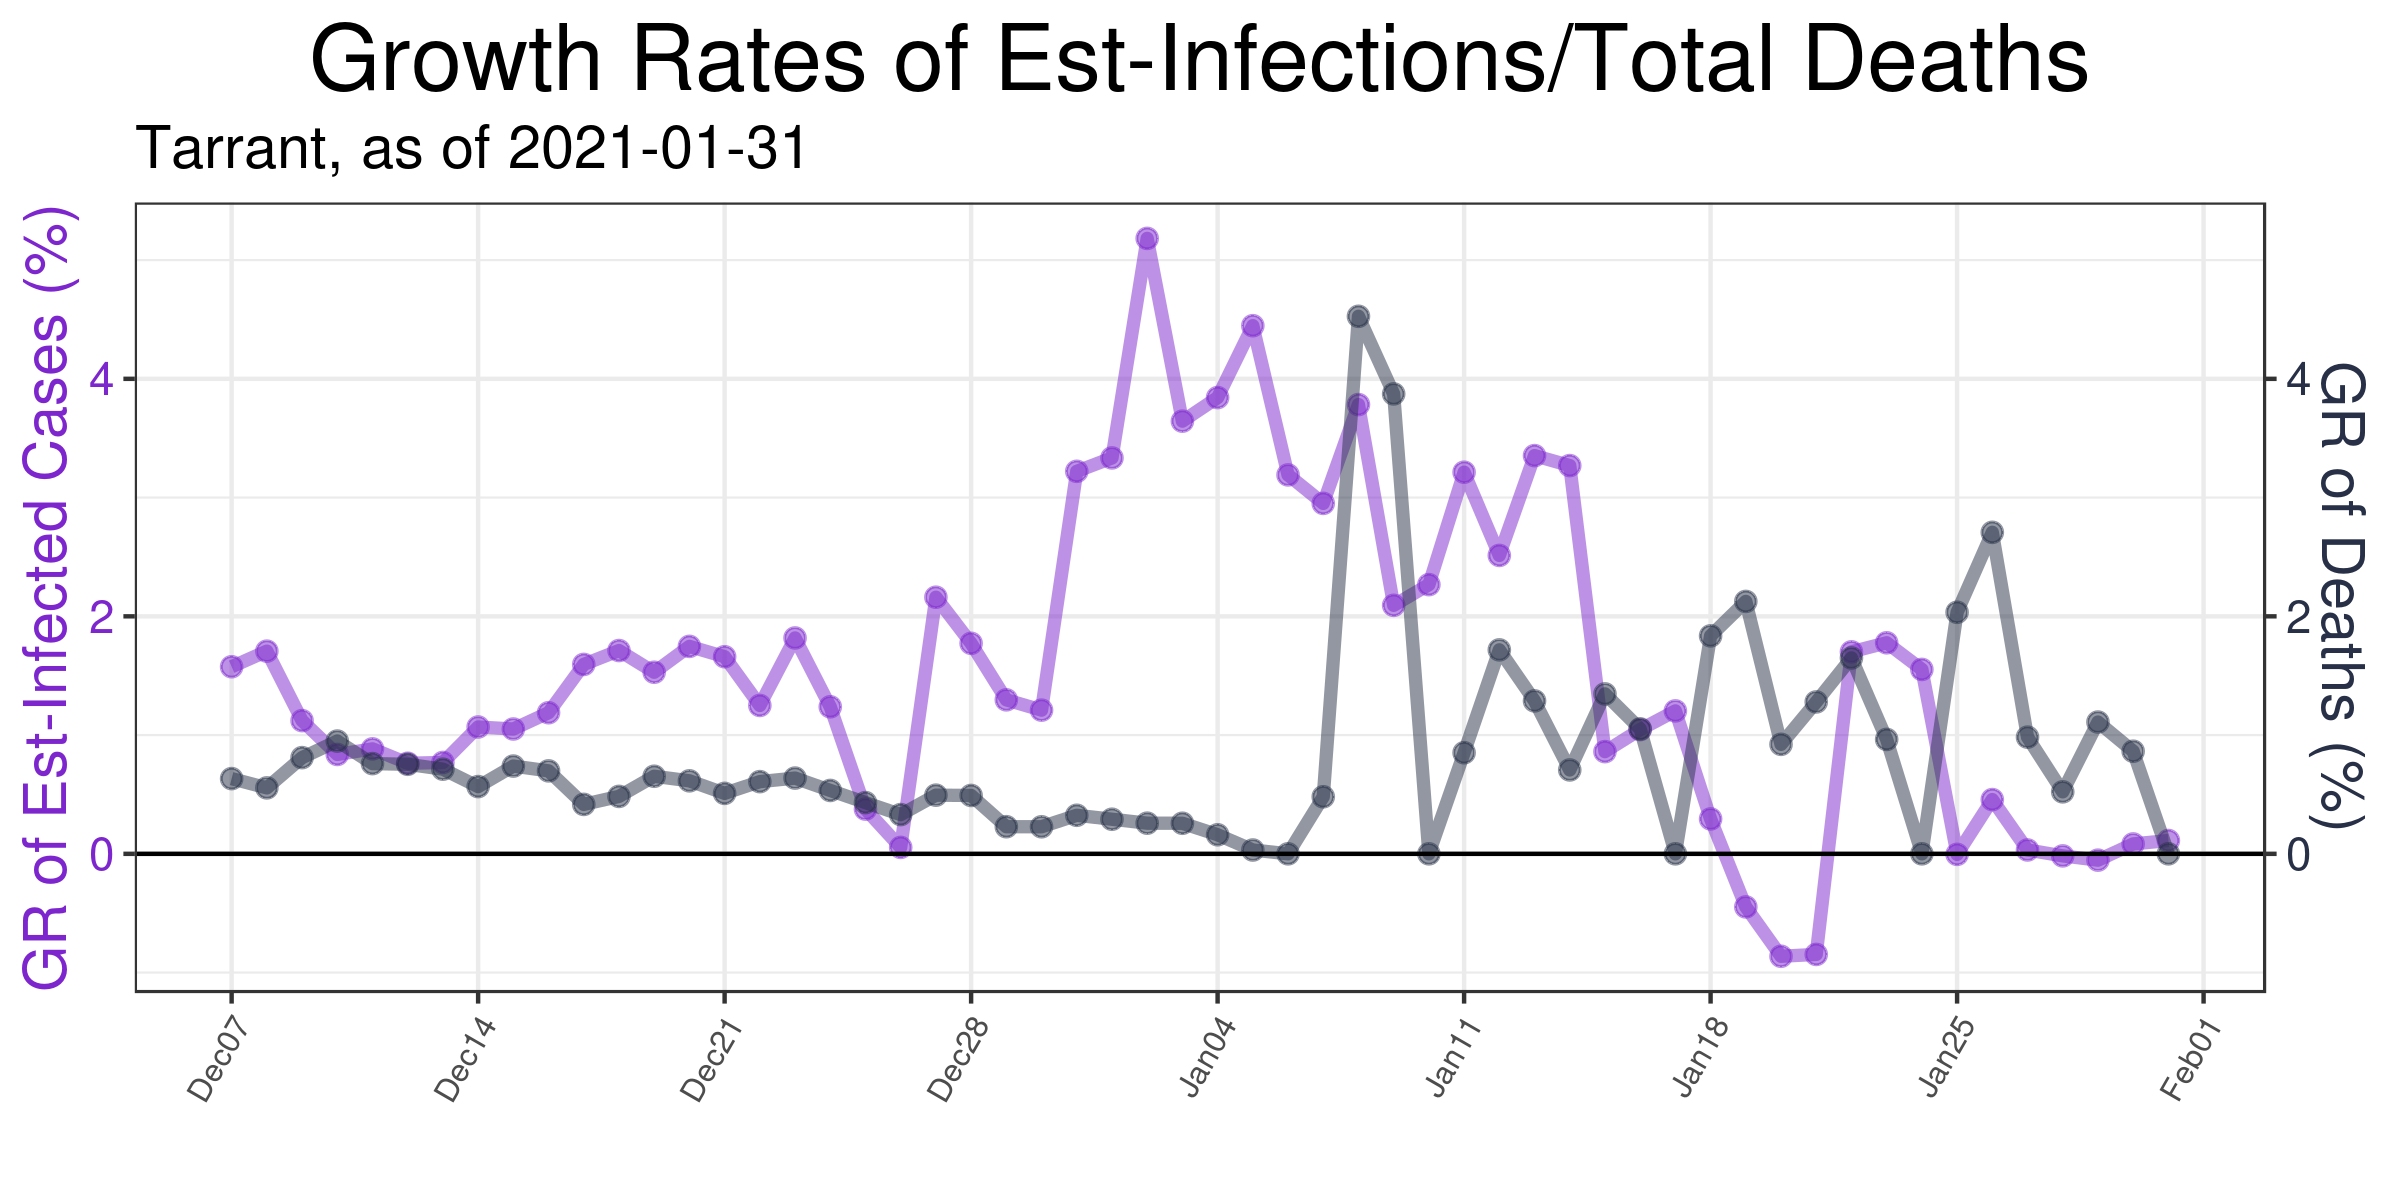 Growth Rates of Est-Infections/Total Deaths
Tarrant, as of 2021-01-31
GR of Est-Infected Cases (%)
4
2
0
4
2
0
GR of Deaths (%)
Dec07
Dec14
Dec21
Dec28
Jan04
Jan11
Jan18
Jan25
Feb01